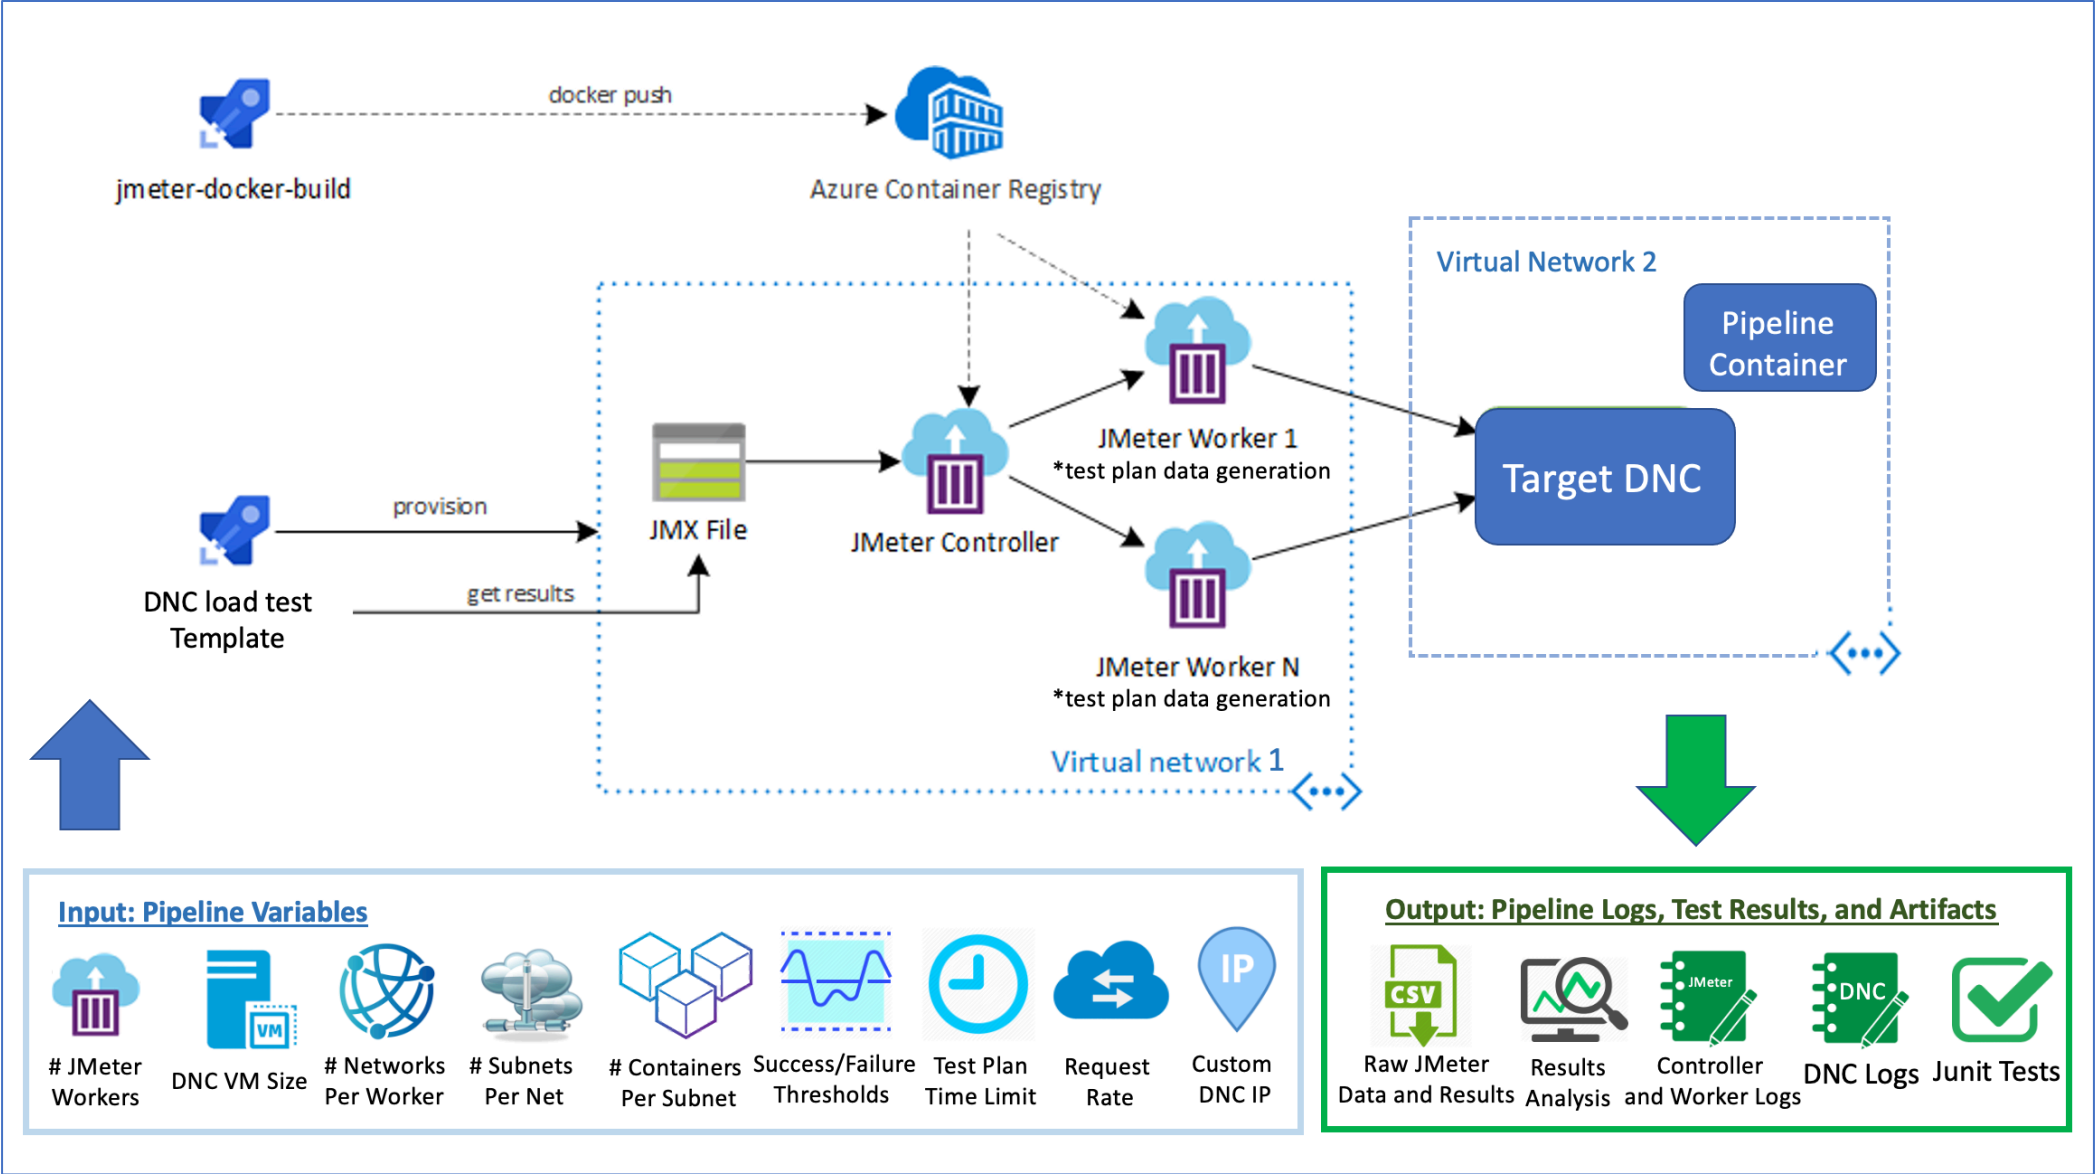 docker push
jmeter-docker-build
Azure Container Registry
Virtual Network 2
Pipeline
Container
JMeter Worker 1
*test plan data generation
Target DNC
provision
JMX File
JMeter Controller
get results
DNC load test
Template
JMeter Worker N
*test plan data generation
Virtual network 1
Input: Pipeline Variables
VM
IP
# JMeter
Workers
DNC VM Size
# Networks
Per Worker
# Subnets
Per Net
# Containers
Per Subnet
Success/Failure
Thresholds
Test Plan
Time Limit
Request
Rate
Custom
DNC IP
Output: Pipeline Logs, Test Results, and Artifacts
CSV
JMeter
DNC
Raw JMeter
Data and Results
Results
Analysis
Controller
and Worker Logs
DNC Logs
Junit Tests